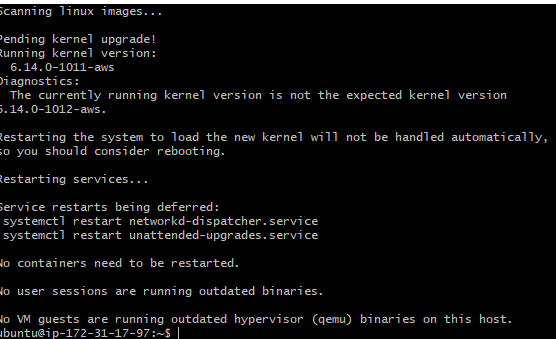 Scanning linux images...
Pending kernel upgrade!
Running kernel version:
6.14.0-1011-aws
Diagnostics:
The currently running kernel version is not the expected kernel version
6.14.0-1012-aws.
Restarting the system to load the new kernel will not be handled automatically,
so you should consider rebooting.
Restarting services...
Service restarts being deferred:
systemctl restart networkd-dispatcher.service
systemctl restart unattended-upgrades.service
No containers need to be restarted.
No user sessions are running outdated binaries.
No VM guests are running outdated hypervisor (qemu) binaries on this host.
ubuntu@ip-172-31-17-97:~$